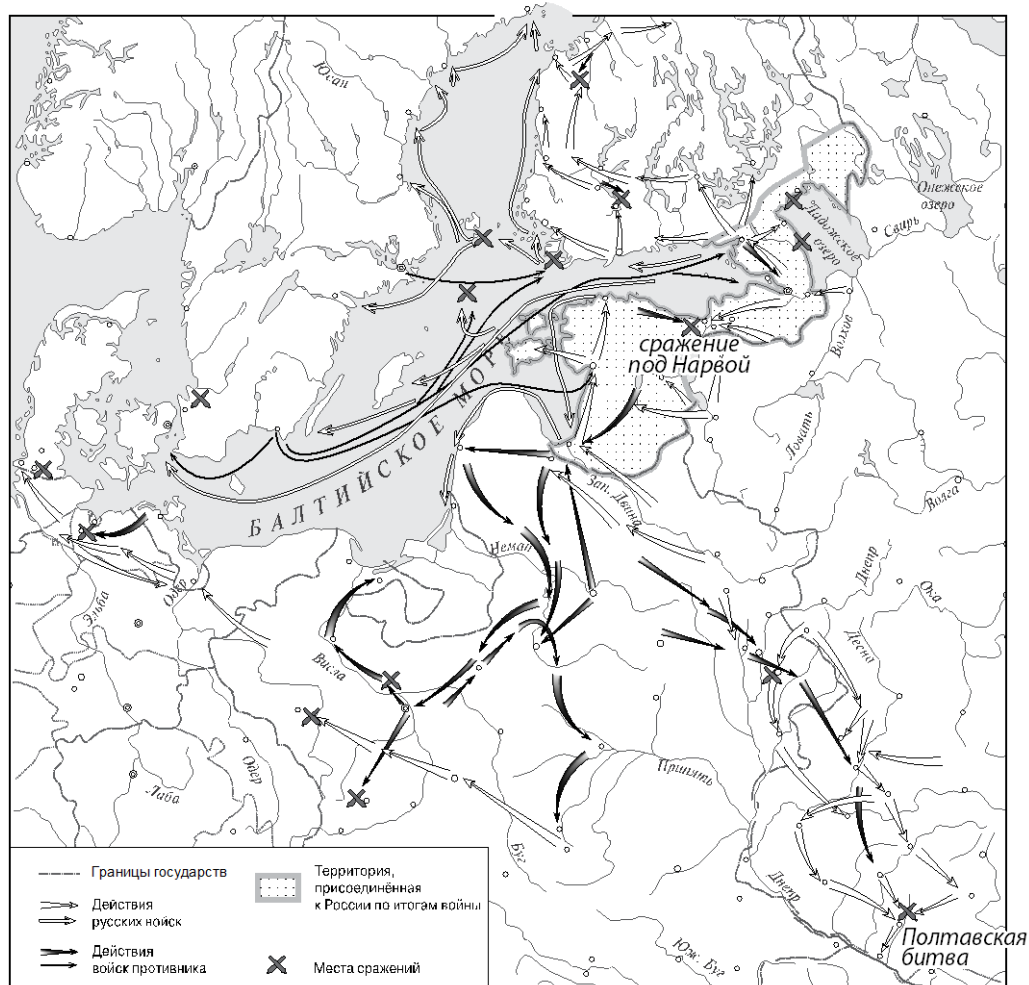 Юсан
Онежское
озеро
Ладожское
озеро
Свирь
Волхов
сражение
под Нарвой
Ловать
БАЛТИЙСКОЕ МОРЕ
Зап. Двина
Волга
Неман
Днепр
Ока
Эльба
Одер
Десна
Висла
Одер
Лаба
Припять
Буг
Днепр
Юж. Буг
Полтавская
битва
Границы государств
Действия
русских войск
Действия
войск противника
Территория,
присоединённая
к России по итогам войны
Места сражений